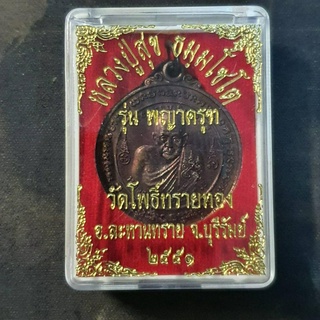 หลวงปู่สุข ธมฺมโชโต
รุ่น พญาครุฑ
วัดโพธิ์ทรายทอง
อ.ละหานทราย จ.บุรีรัมย์
๒๕๕๑